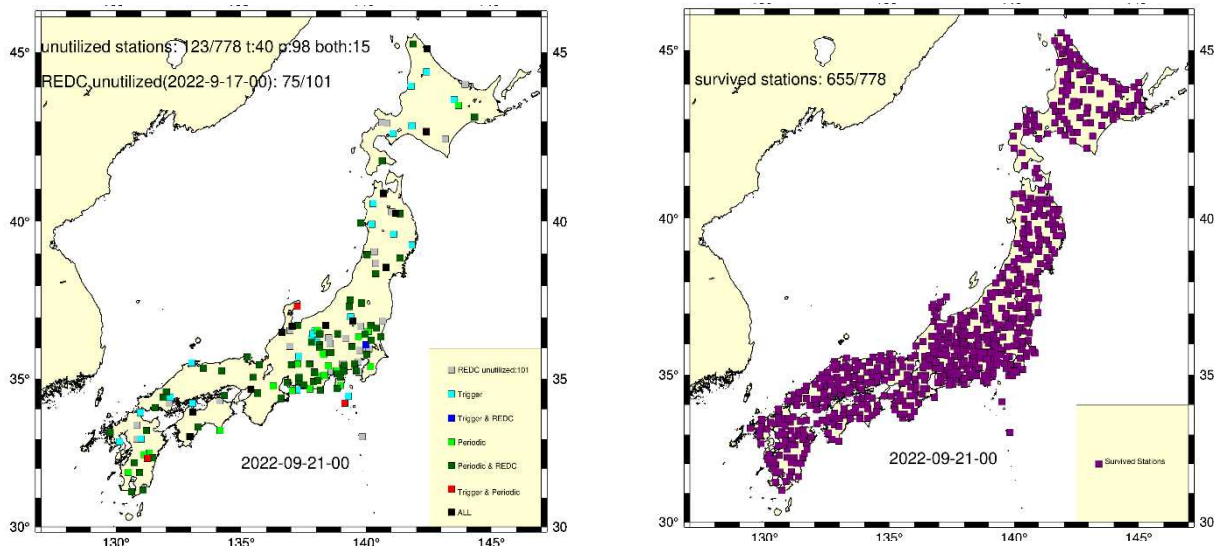 unutilized stations: 123/778 t:40 p:98 both:15
REDC unutilized(2022-9-17-00): 75/101
45°
45
40°
40
35°
35
30°
30
130°
135°
140°
145°
2022-09-21-00
REDC unutilized:101
Trigger
Trigger & REDC
Periodic
Periodic & REDC
Trigger & Periodic
ALL
survived stations: 655/778
45°
45
40°
40
35°
35
30°
30
130°
135°
140°
145°
2022-09-21-00
Survived Stations